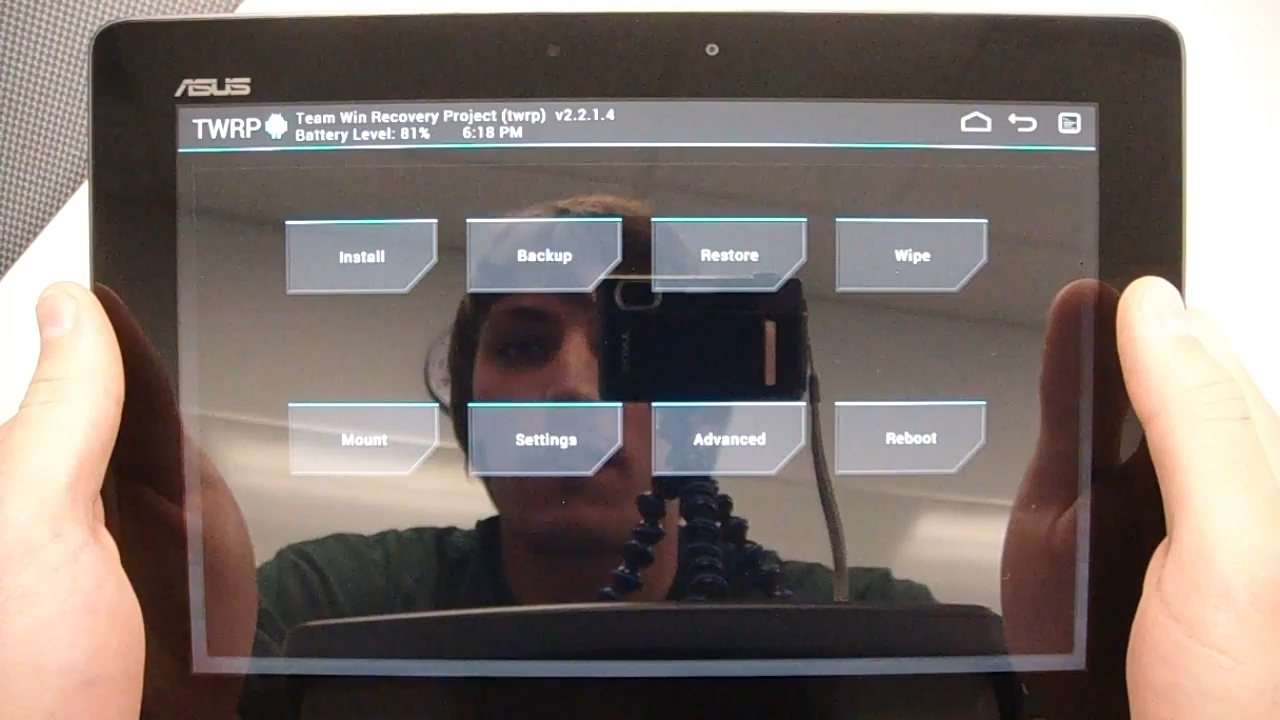 ASUS
TWRP
Team Win Recovery Project (twrp) v2.2.1.4
Battery Level: 81% 6:18 PM
Install Backup Restore Wipe
Mount Settings Advanced Reboot